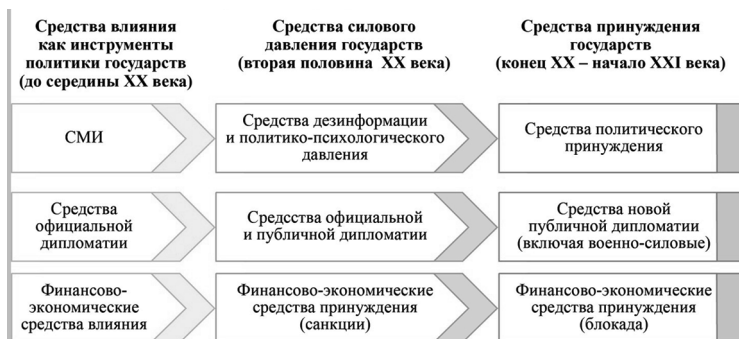 Средства влияния
как инструменты
политики государств
(до середины XX века)
Средства силового
давления государств
(вторая половина XX века)
Средства принуждения
государств
(конец XX – начало XXI века)
СМИ
Средства дезинформации
и политико-психологического
давления
Средства политического
принуждения
Средства
официальной
дипломатии
Средсства официальной
и публичной дипломатии
Средства новой
публичной дипломатии
(включая военно-силовые)
Финансово-
экономические
средства влияния
Финансово-экономические
средства принуждения
(санкции)
Финансово-экономические
средства принуждения
(блокада)